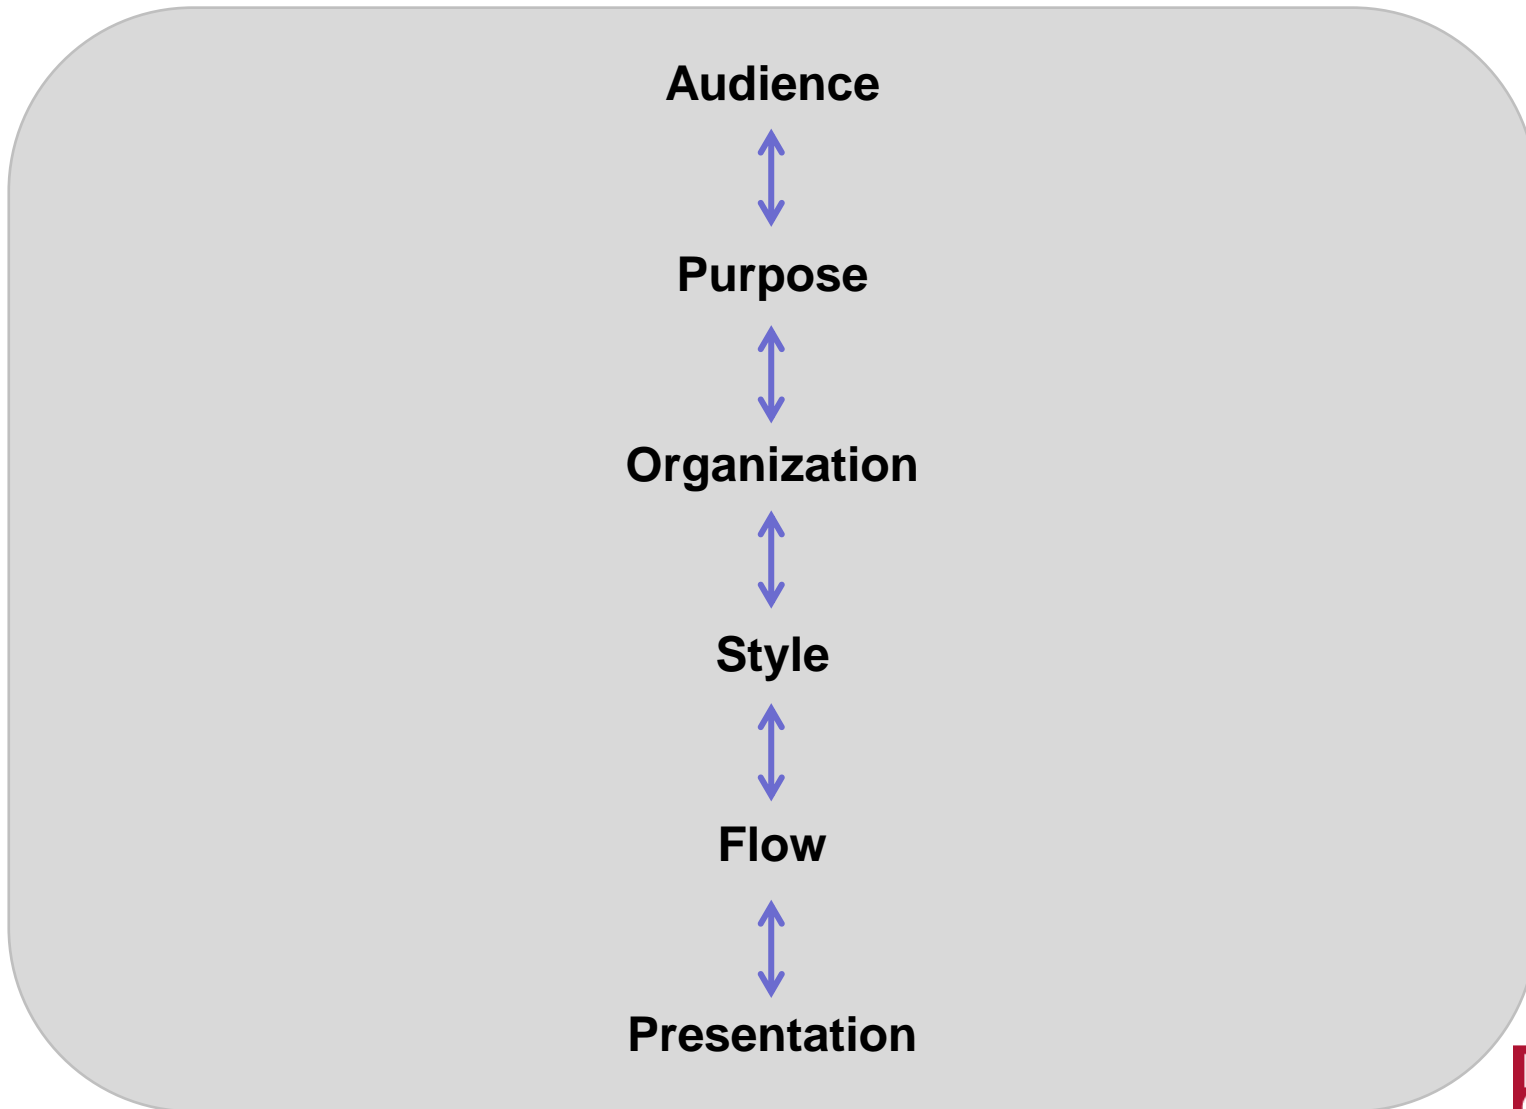 Audience
Purpose
Organization
Style
Flow
Presentation